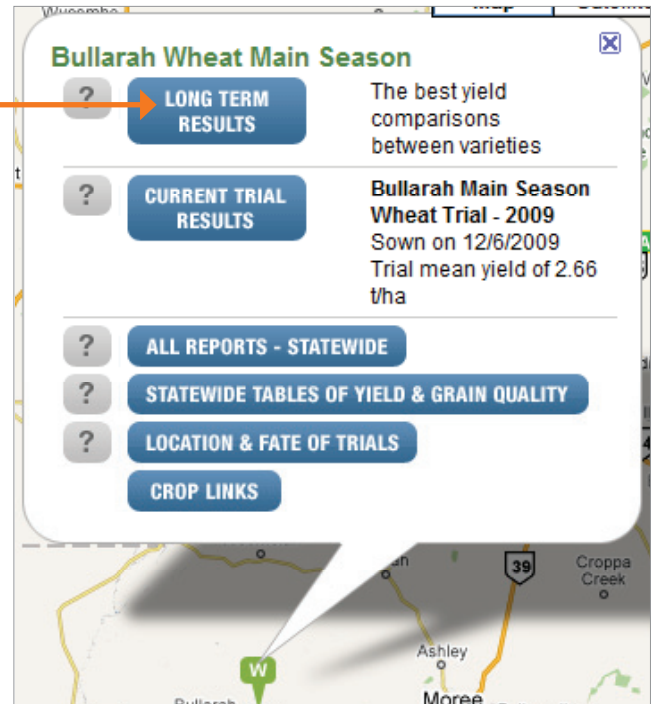 Map
Bullarah Wheat Main Season
?
LONG TERM
RESULTS
The best yield
comparisons
between varieties
?
CURRENT TRIAL
RESULTS
Bullarah Main Season
Wheat Trial - 2009
Sown on 12/6/2009
Trial mean yield of 2.66
t/ha
?
ALL REPORTS - STATEWIDE
?
STATEWIDE TABLES OF YIELD & GRAIN QUALITY
?
LOCATION & FATE OF TRIALS
CROP LINKS
39
Croppa
Creek
Ashley
W
Bullarah
Moree